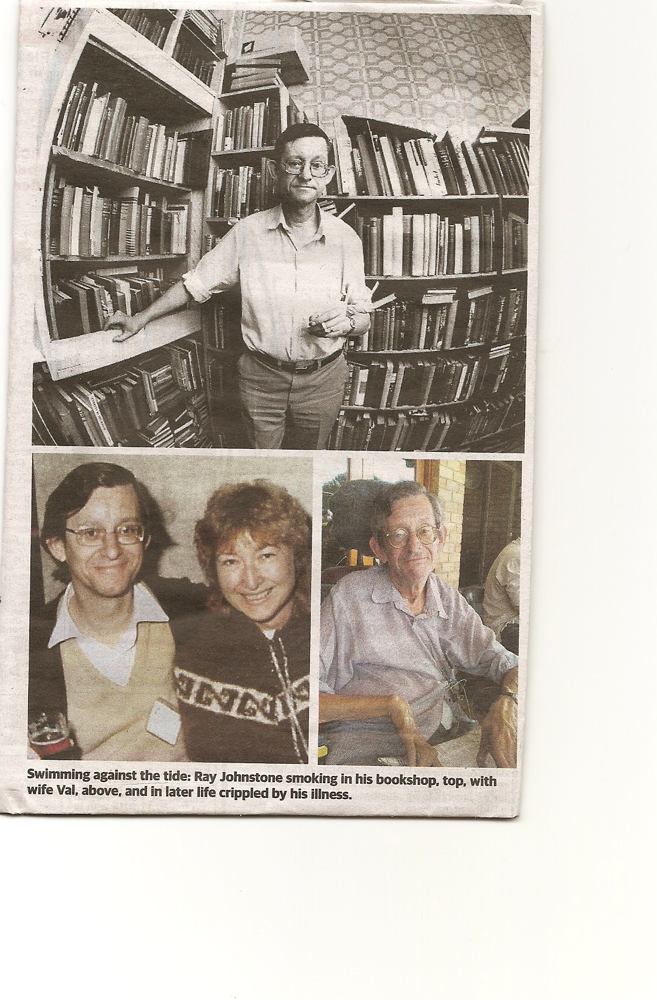 Swimming against the tide: Ray Johnstone smoking in his bookshop, top, with
wife Val, above, and in later life crippled by his illness.